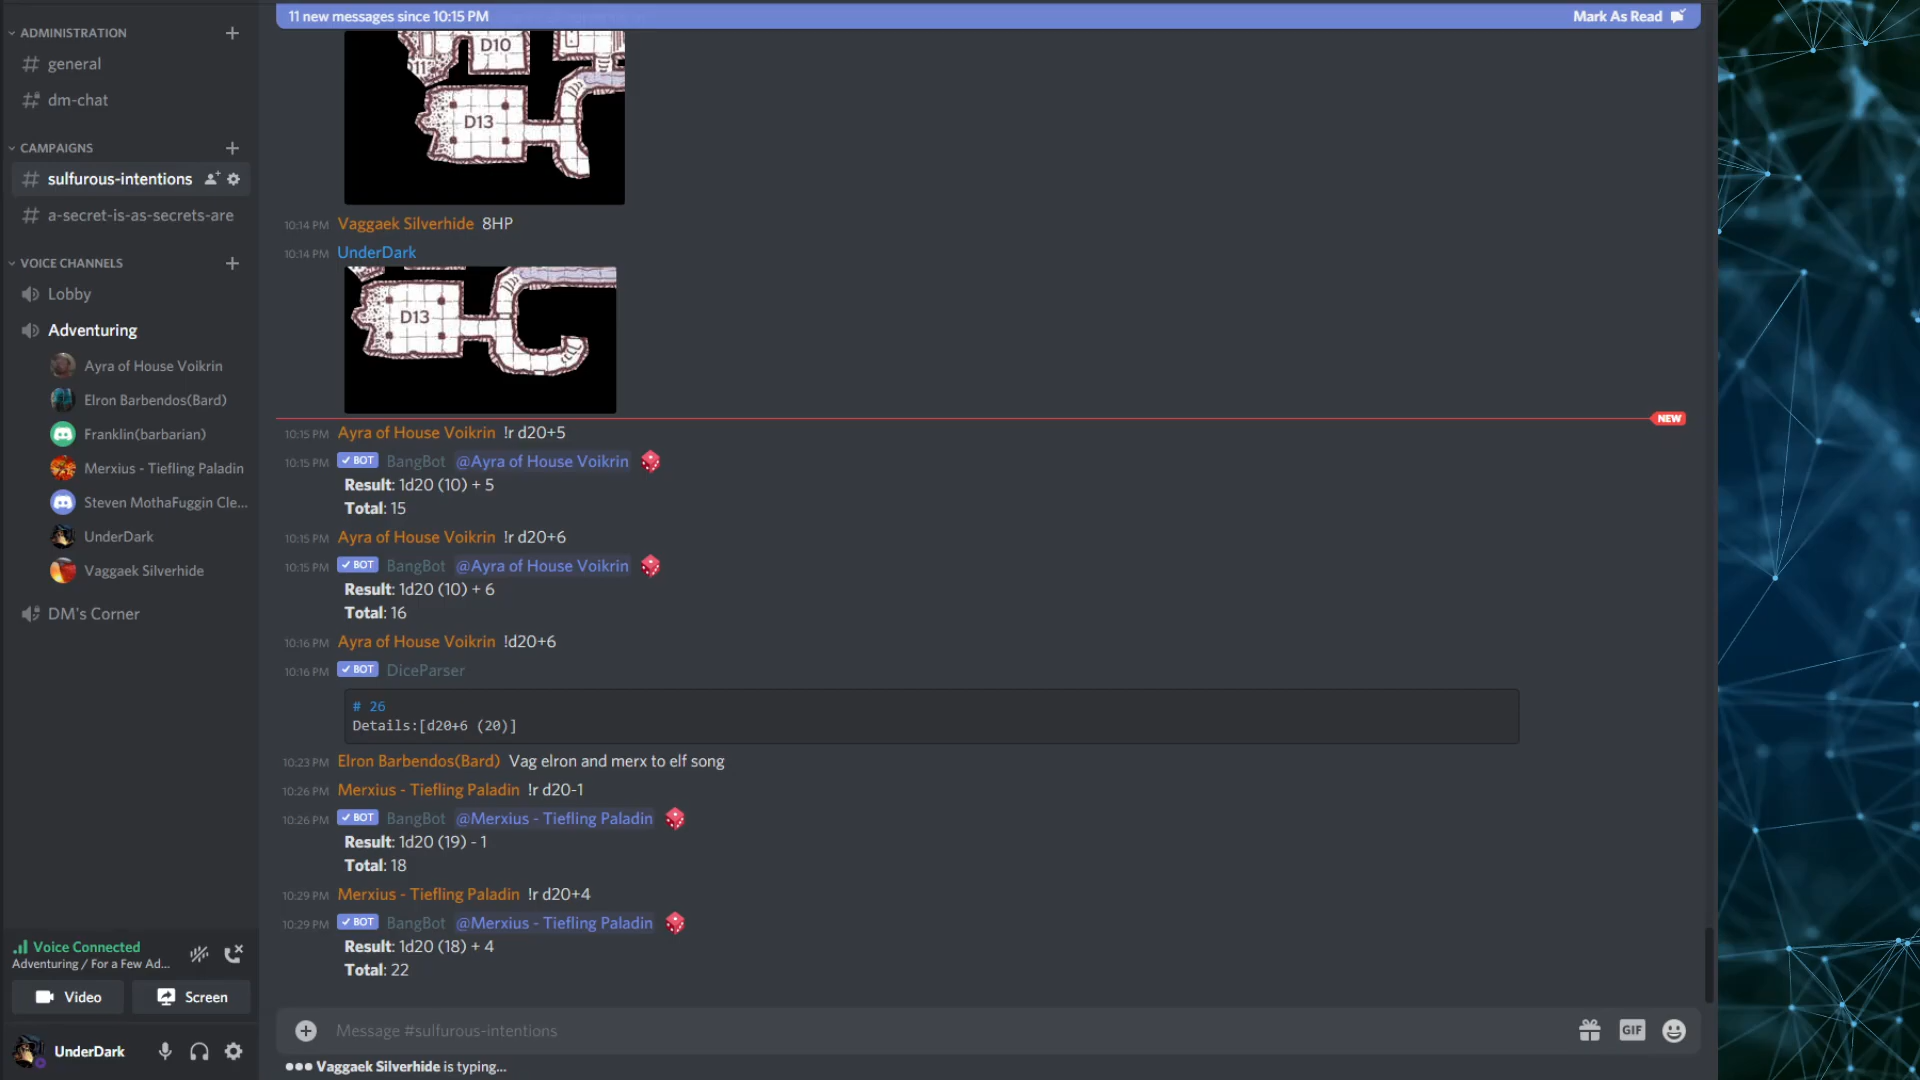 ADMINISTRATION
general
dm-chat
CAMPAIGNS
sulfurous-intentions
a-secret-is-as-secrets-are
VOICE CHANNELS
Lobby
Adventuring
Ayra of House Voikrin
Elron Barbendos(Bard)
Franklin(barbarian)
Merxius - Tiefling Paladin
Steven MothaFuggin Cle...
UnderDark
Vaggaek Silverhide
DM's Corner
Voice Connected
Adventuring / For a Few Ad...
Video Screen
UnderDark
11 new messages since 10:15 PM Mark As Read
D10
11
D13
10:14 PM Vaggaek Silverhide 8HP
10:14 PM UnderDark
D13
NEW
10:15 PM Ayra of House Voikrin !r d20+5
10:15 PM BOT BangBot @Ayra of House Voikrin
Result: 1d20 (10) + 5
Total: 15
10:15 PM Ayra of House Voikrin !r d20+6
10:15 PM BOT BangBot @Ayra of House Voikrin
Result: 1d20 (10) + 6
Total: 16
10:16 PM Ayra of House Voikrin !d20+6
10:16 PM BOT DiceParser
# 26
Details:[d20+6 (20)]
10:23 PM Elron Barbendos(Bard) Vag elron and merx to elf song
10:26 PM Merxius - Tiefling Paladin !r d20-1
10:26 PM BOT BangBot @Merxius - Tiefling Paladin
Result: 1d20 (19) - 1
Total: 18
10:29 PM Merxius - Tiefling Paladin !r d20+4
10:29 PM BOT BangBot @Merxius - Tiefling Paladin
Result: 1d20 (18) + 4
Total: 22
Message #sulfurous-intentions
GIF
Vaggaek Silverhide is typing...